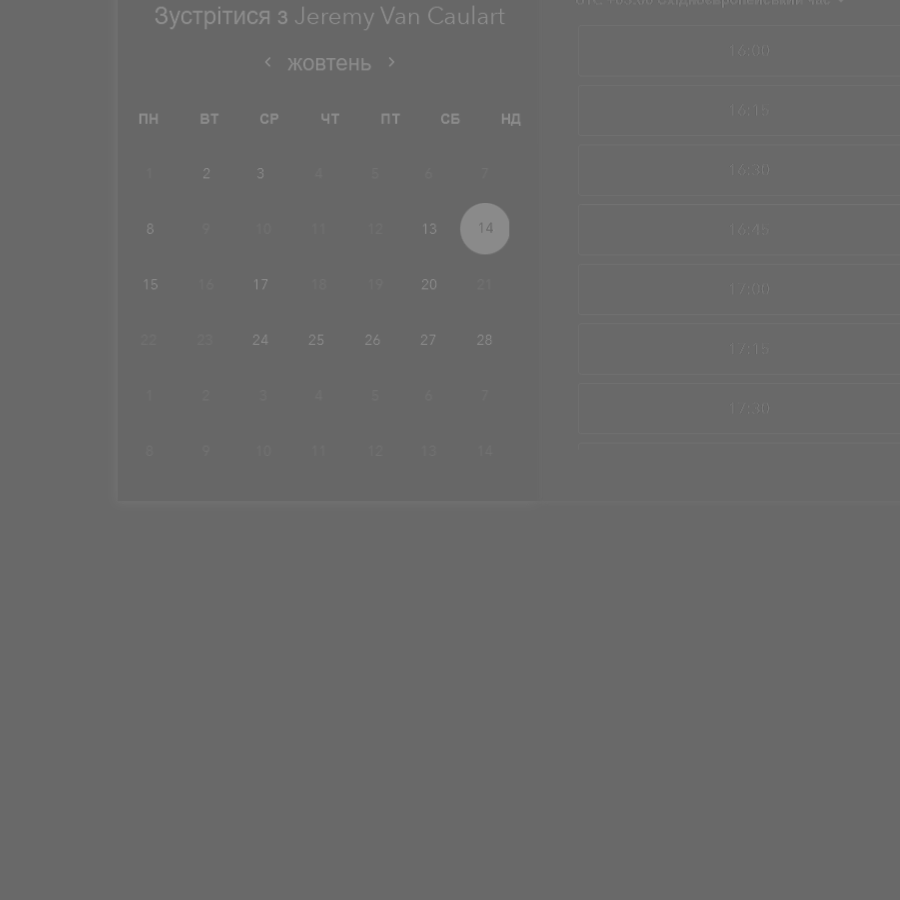 Зустрітися з Jeremy Van Caulart
UTC +03:00 Східноєвропейський час
жовтень
ПН ВТ СР ЧТ ПТ СБ НД
1 2 3 4 5 6 7
8 9 10 11 12 13 14
15 16 17 18 19 20 21
22 23 24 25 26 27 28
1 2 3 4 5 6 7
8 9 10 11 12 13 14
16:00
16:15
16:30
16:45
17:00
17:15
17:30